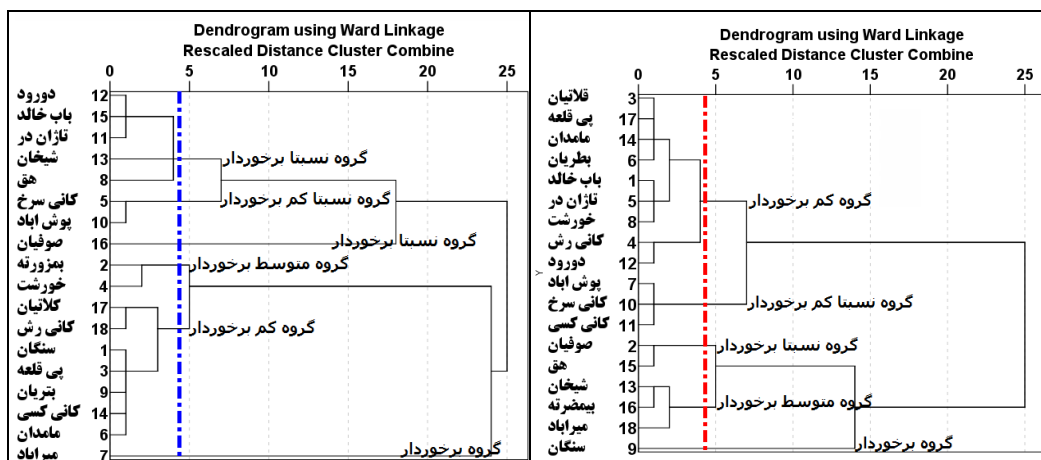 Dendrogram using Ward Linkage
Rescaled Distance Cluster Combine
0 5 10 15 20 25
دورود 12
باب خالد 15
تاژان در 11
شیخان 13
هق 8
کانی سرخ 5
پوش اباد 10
صوفیان 16
بمزورته 2
خورشت 4
کلاتیان 17
کانی رش 18
سنگان 1
پی قلعه 3
بتریان 9
کانی کسی 14
مامدان 6
میراباد 7
گروه نسبتا برخوردار
گروه نسبتا کم برخوردار
گروه نسبتا برخوردار
گروه متوسط برخوردار
گروه کم برخوردار
گروه برخوردار
Dendrogram using Ward Linkage
Rescaled Distance Cluster Combine
0 5 10 15 20 25
قلاتیان 3
پی قلعه 17
مامدان 14
بطریان 6
باب خالد 1
تاژان در 5
خورشت 8
کانی رش 4
دورود 12
پوش اباد 7
کانی سرخ 10
کانی کسی 11
صوفیان 2
هق 15
شیخان 13
بیمضرته 16
میراباد 18
سنگان 9
Y
گروه کم برخوردار
گروه نسبتا کم برخوردار
گروه نسبتا برخوردار
گروه متوسط برخوردار
گروه برخوردار